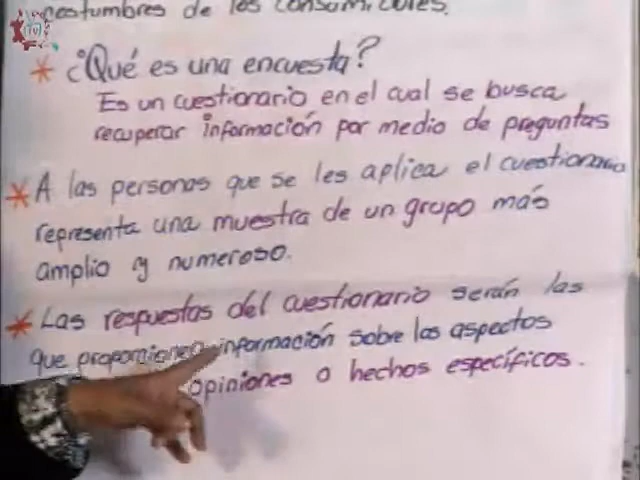 costumbres de los consumidores.
* ¿Qué es una encuesta?
Es un cuestionario en el cual se busca
recuperar información por medio de preguntas
* A las personas que se les aplica el cuestionario
representa una muestra de un grupo más
amplio y numeroso.
* Las respuestas del cuestionario serán las
que proporcionen información sobre los aspectos
opiniones o hechos específicos.